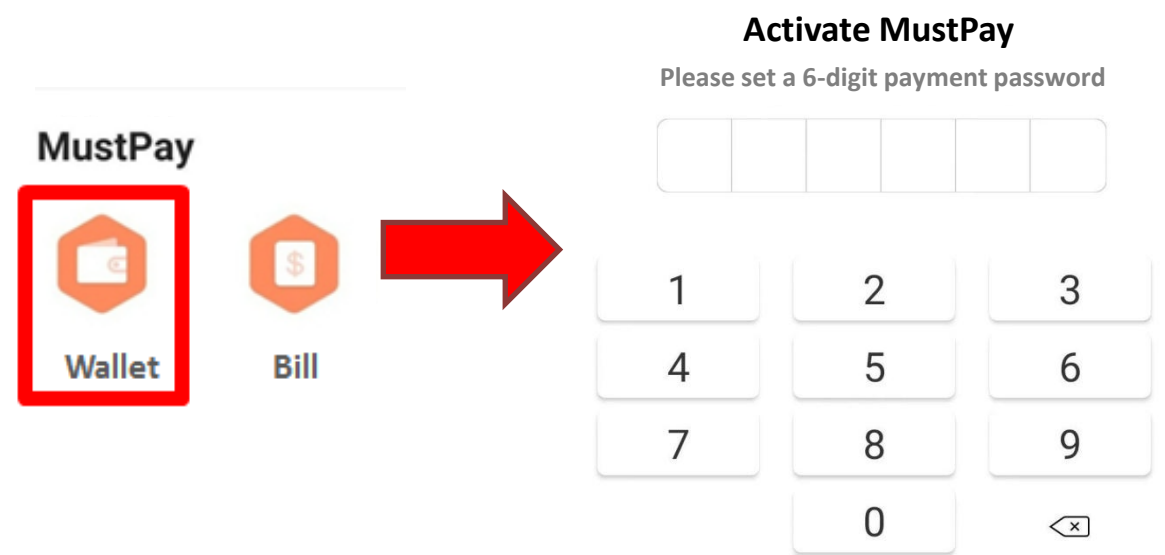 Activate MustPay
Please set a 6-digit payment password
MustPay
$
Wallet Bill
1 2 3
4 5 6
7 8 9
0